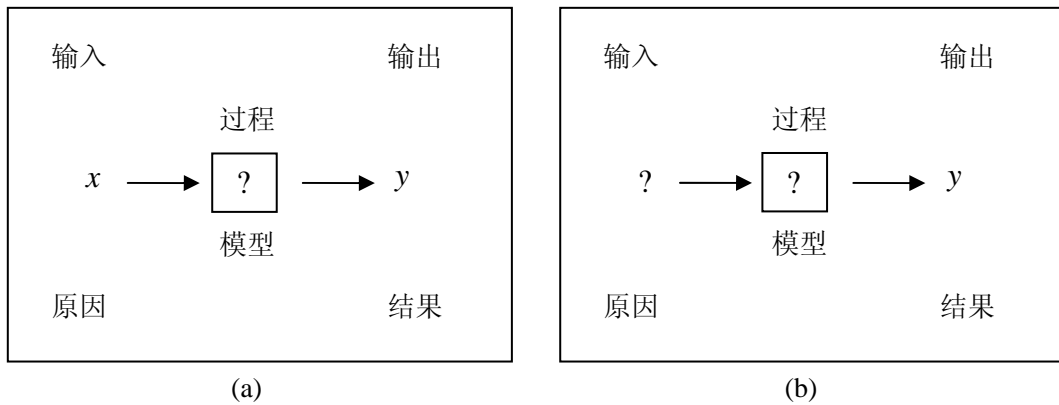 输入 输出
过程
x ? y
模型
原因 结果
(a)
输入 输出
过程
? ? y
模型
原因 结果
(b)